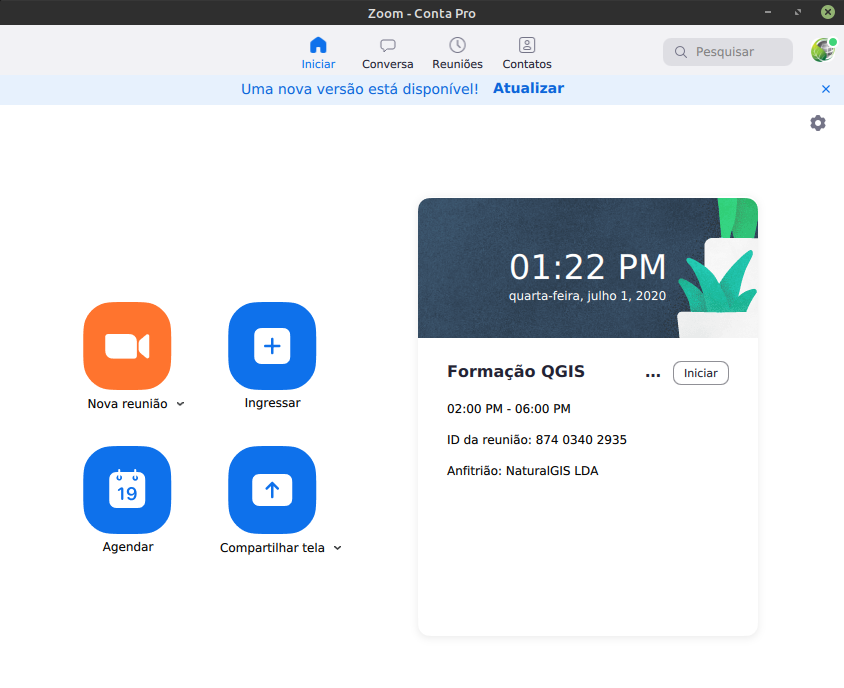 Zoom - Conta Pro
Iniciar
Conversa
Reuniões
Contatos
Pesquisar
Uma nova versão está disponível! Atualizar
01:22 PM
quarta-feira, julho 1, 2020
Nova reunião
Ingressar
19
Agendar
Compartilhar tela
Formação QGIS
... Iniciar
02:00 PM - 06:00 PM
ID da reunião: 874 0340 2935
Anfitrião: NaturalGIS LDA